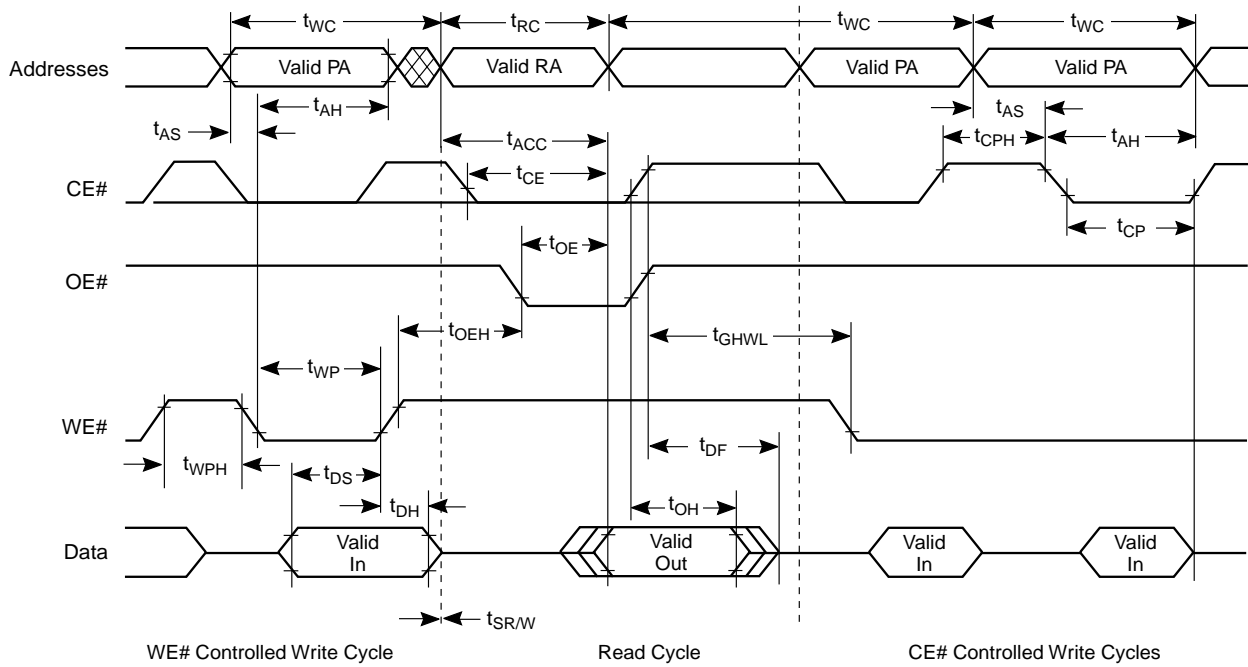 tWC tRC tWC tWC
Addresses Valid PA Valid RA Valid PA Valid PA
tAS tAH tACC tAS tCPH tAH
CE# tCE tCP
OE# tOE
tOEH tGHWL
tWP
WE#
tWPH tDS tDF
tDH tOH
Data Valid In Valid Out Valid In Valid In
tSR/W
WE# Controlled Write Cycle Read Cycle CE# Controlled Write Cycles